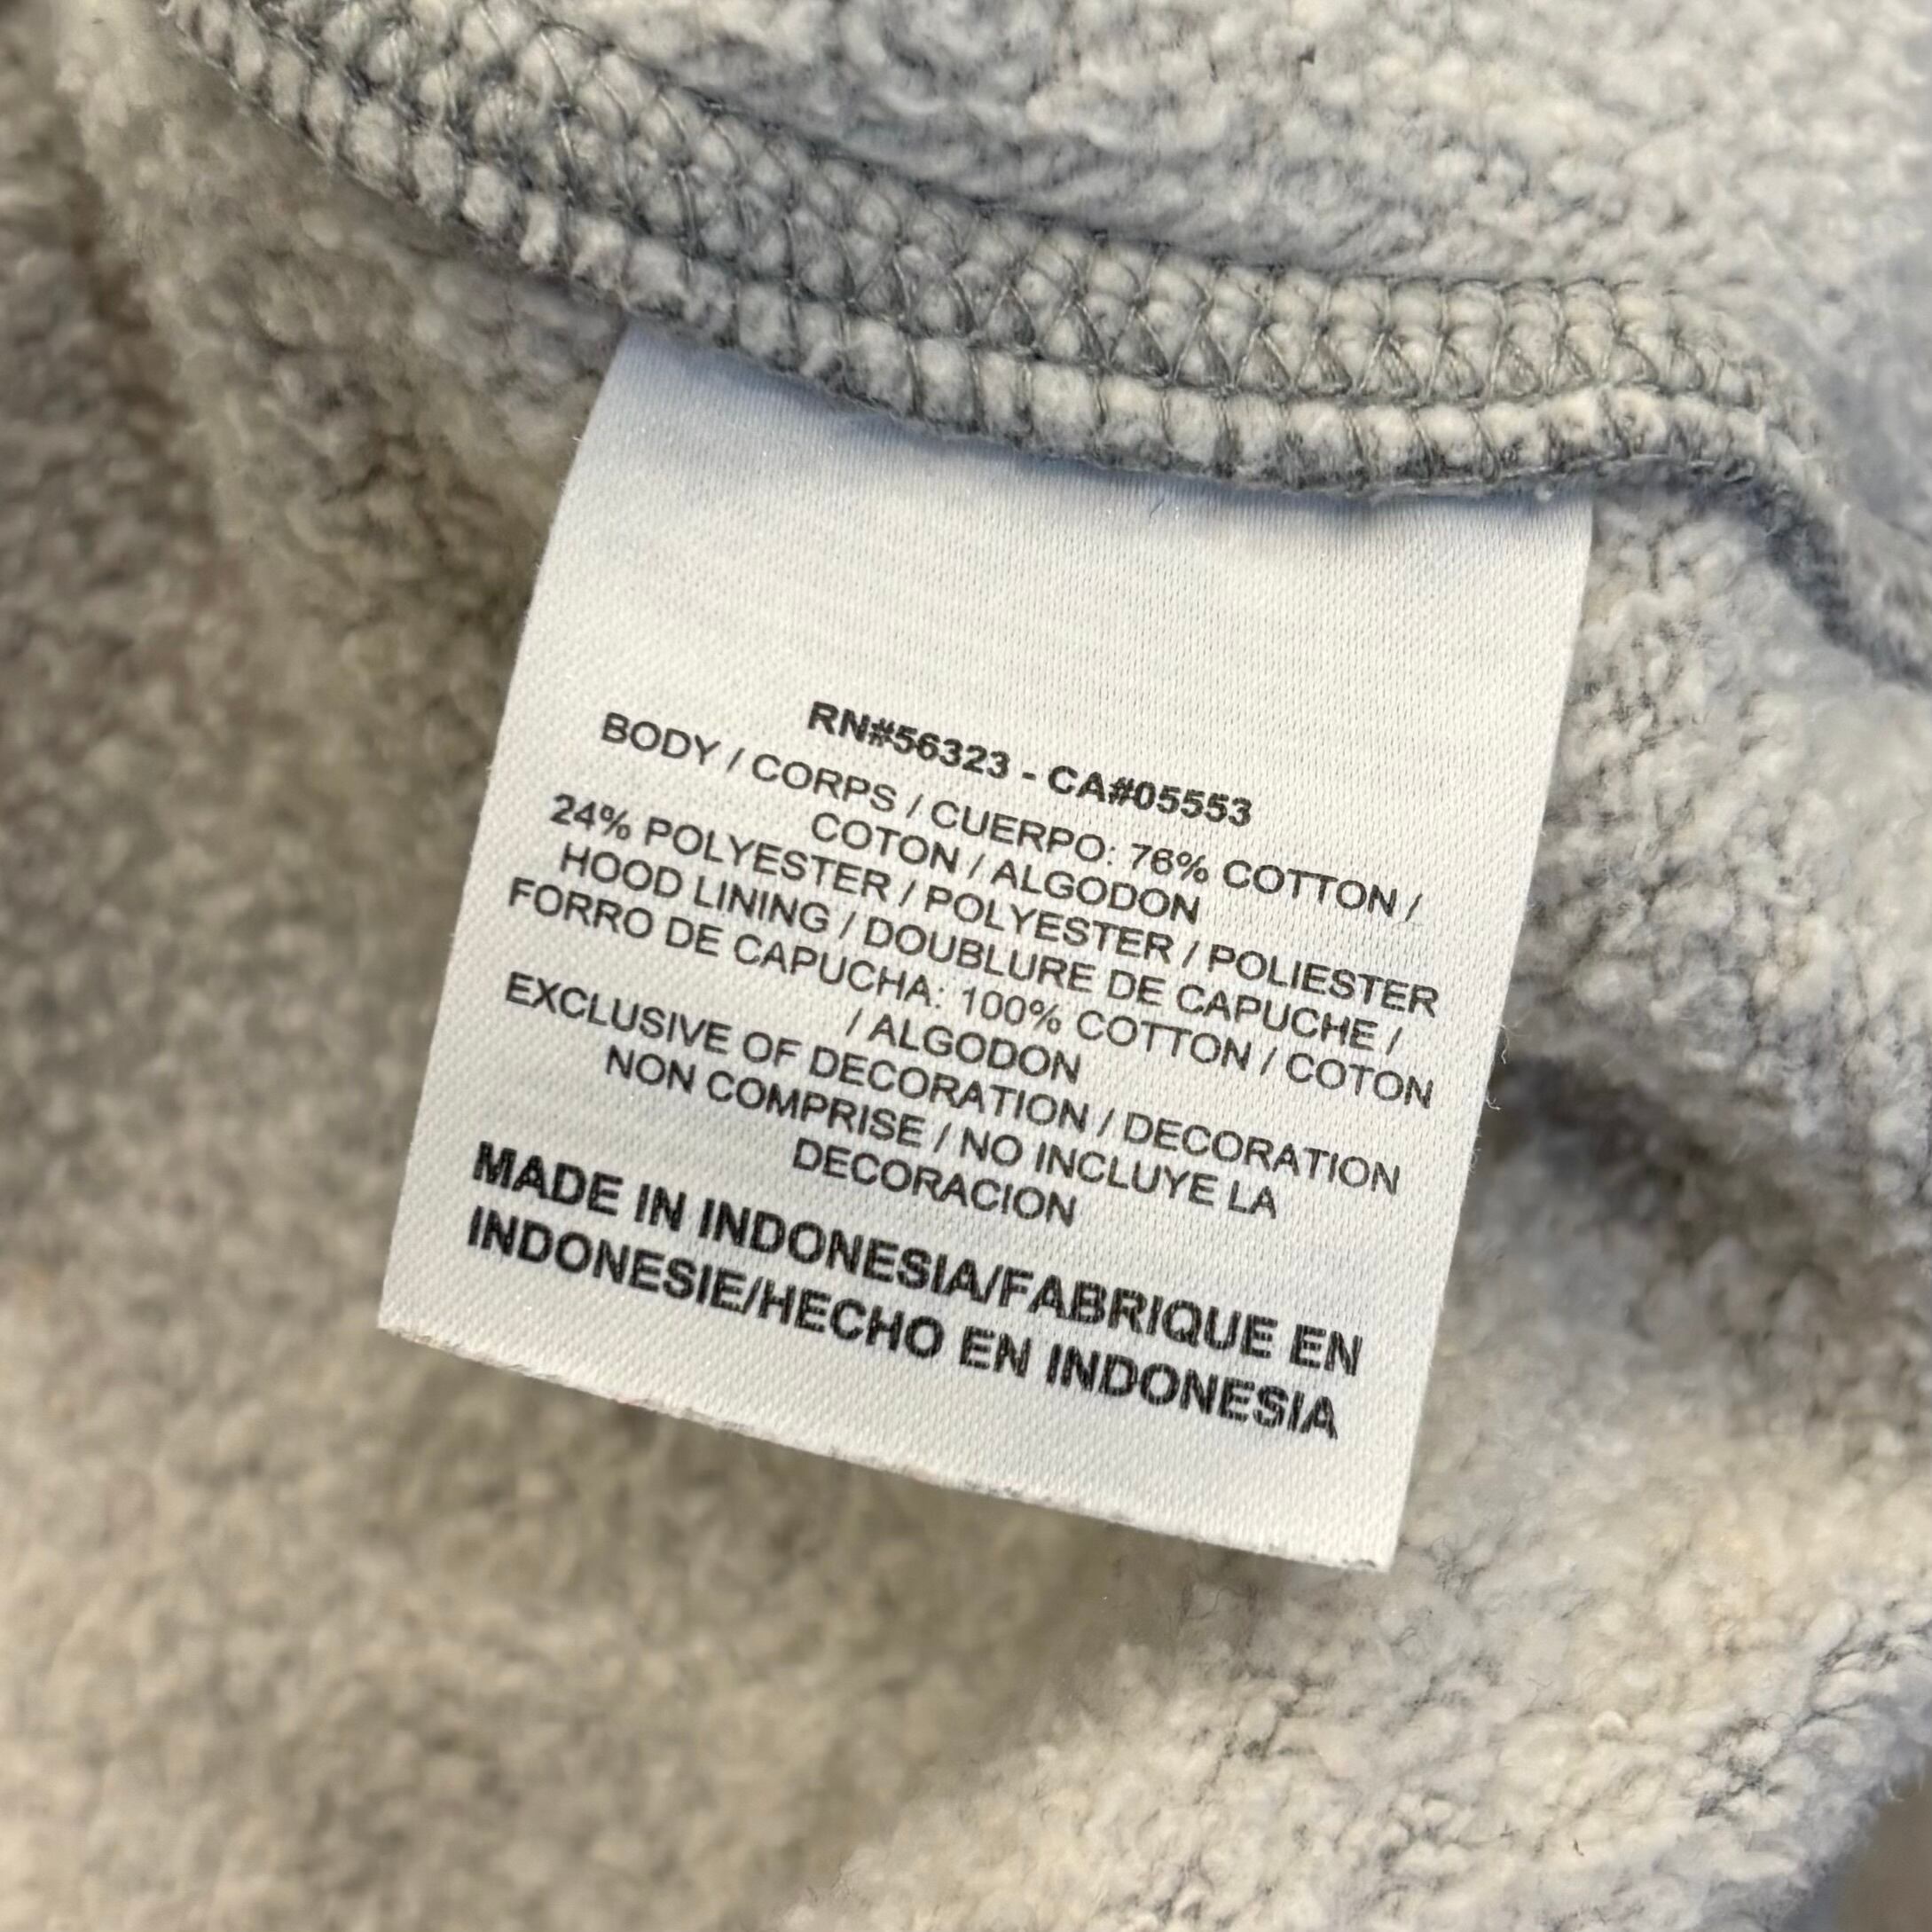 RN#56323 - CA#05553
BODY / CORPS / CUERPO: 76% COTTON /
COTON / ALGODON
24% POLYESTER / POLYESTER / POLIESTER
HOOD LINING / DOUBLURE DE CAPUCHE /
FORRO DE CAPUCHA: 100% COTTON / COTON
/ ALGODON
EXCLUSIVE OF DECORATION / DECORATION
NON COMPRISE / NO INCLUYE LA
DECORACION
MADE IN INDONESIA/FABRIQUE EN
INDONESIE/HECHO EN INDONESIA